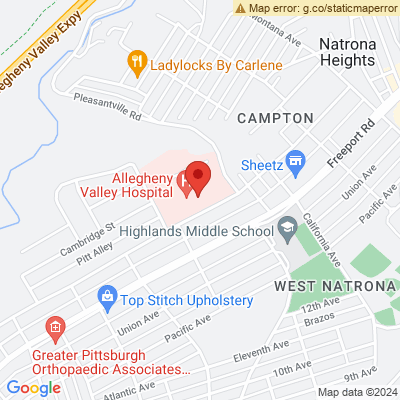 Map error: g.co/staticmaperror
Allegheny Valley Expy
Montana Ave
Natrona
Heights
Ladylocks By Carlene
Pleasantville Rd
CAMPTON
Freeport Rd
Sheetz
Union Ave
Pacific Ave
Allegheny
Valley Hospital
H
California Ave
Cambridge St
Pitt Alley
Highlands Middle School
WEST NATRONA
Top Stitch Upholstery
12th Ave
Brazos
Union Ave
Pacific Ave
Greater Pittsburgh
Orthopaedic Associates...
Eleventh Ave
9th Ave
Atlantic Ave
Google
Map data ©2024